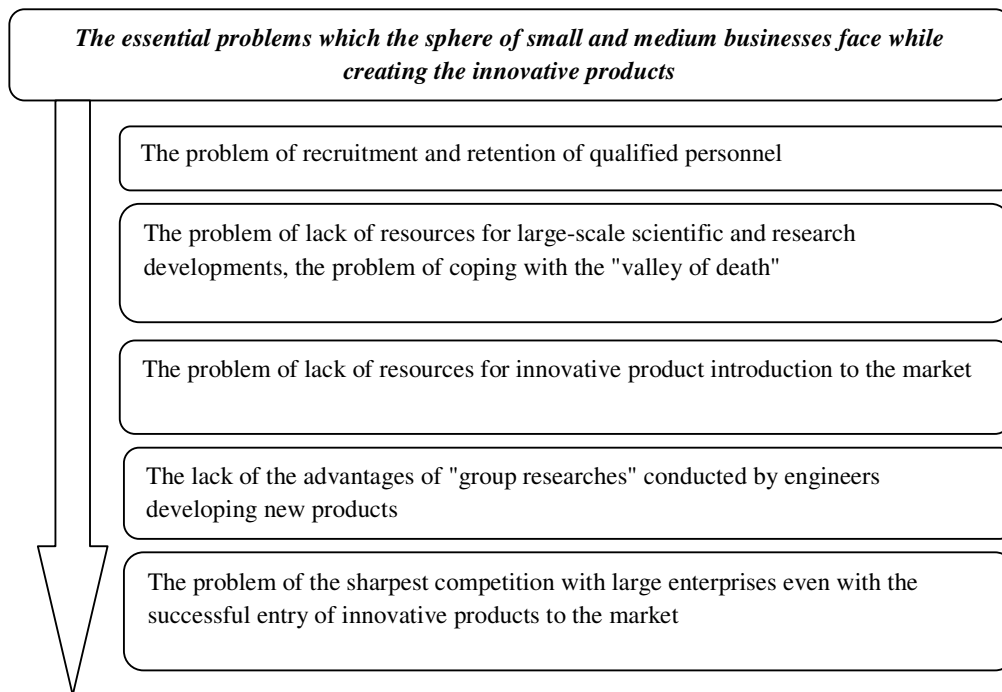 The essential problems which the sphere of small and medium businesses face while
creating the innovative products
The problem of recruitment and retention of qualified personnel
The problem of lack of resources for large-scale scientific and research
developments, the problem of coping with the "valley of death"
The problem of lack of resources for innovative product introduction to the market
The lack of the advantages of "group researches" conducted by engineers
developing new products
The problem of the sharpest competition with large enterprises even with the
successful entry of innovative products to the market